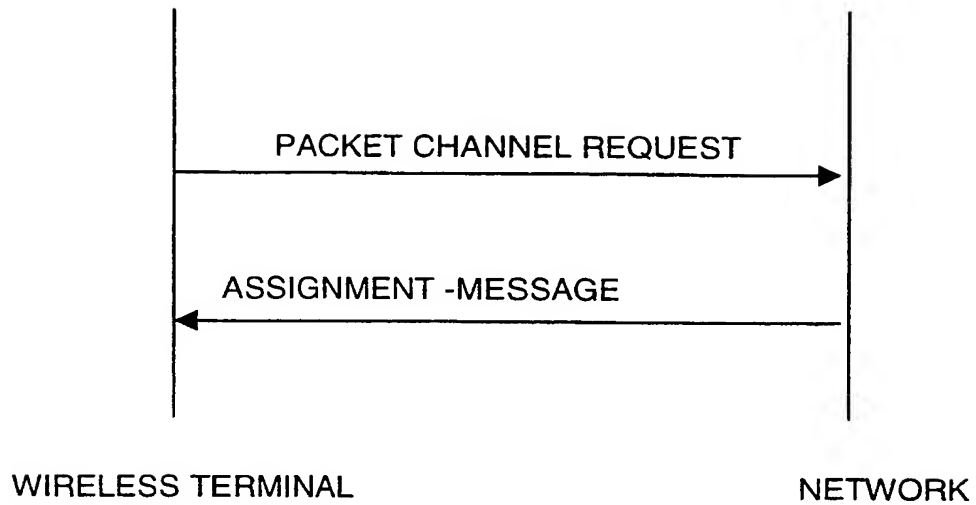 PACKET CHANNEL REQUEST
ASSIGNMENT -MESSAGE
WIRELESS TERMINAL
NETWORK